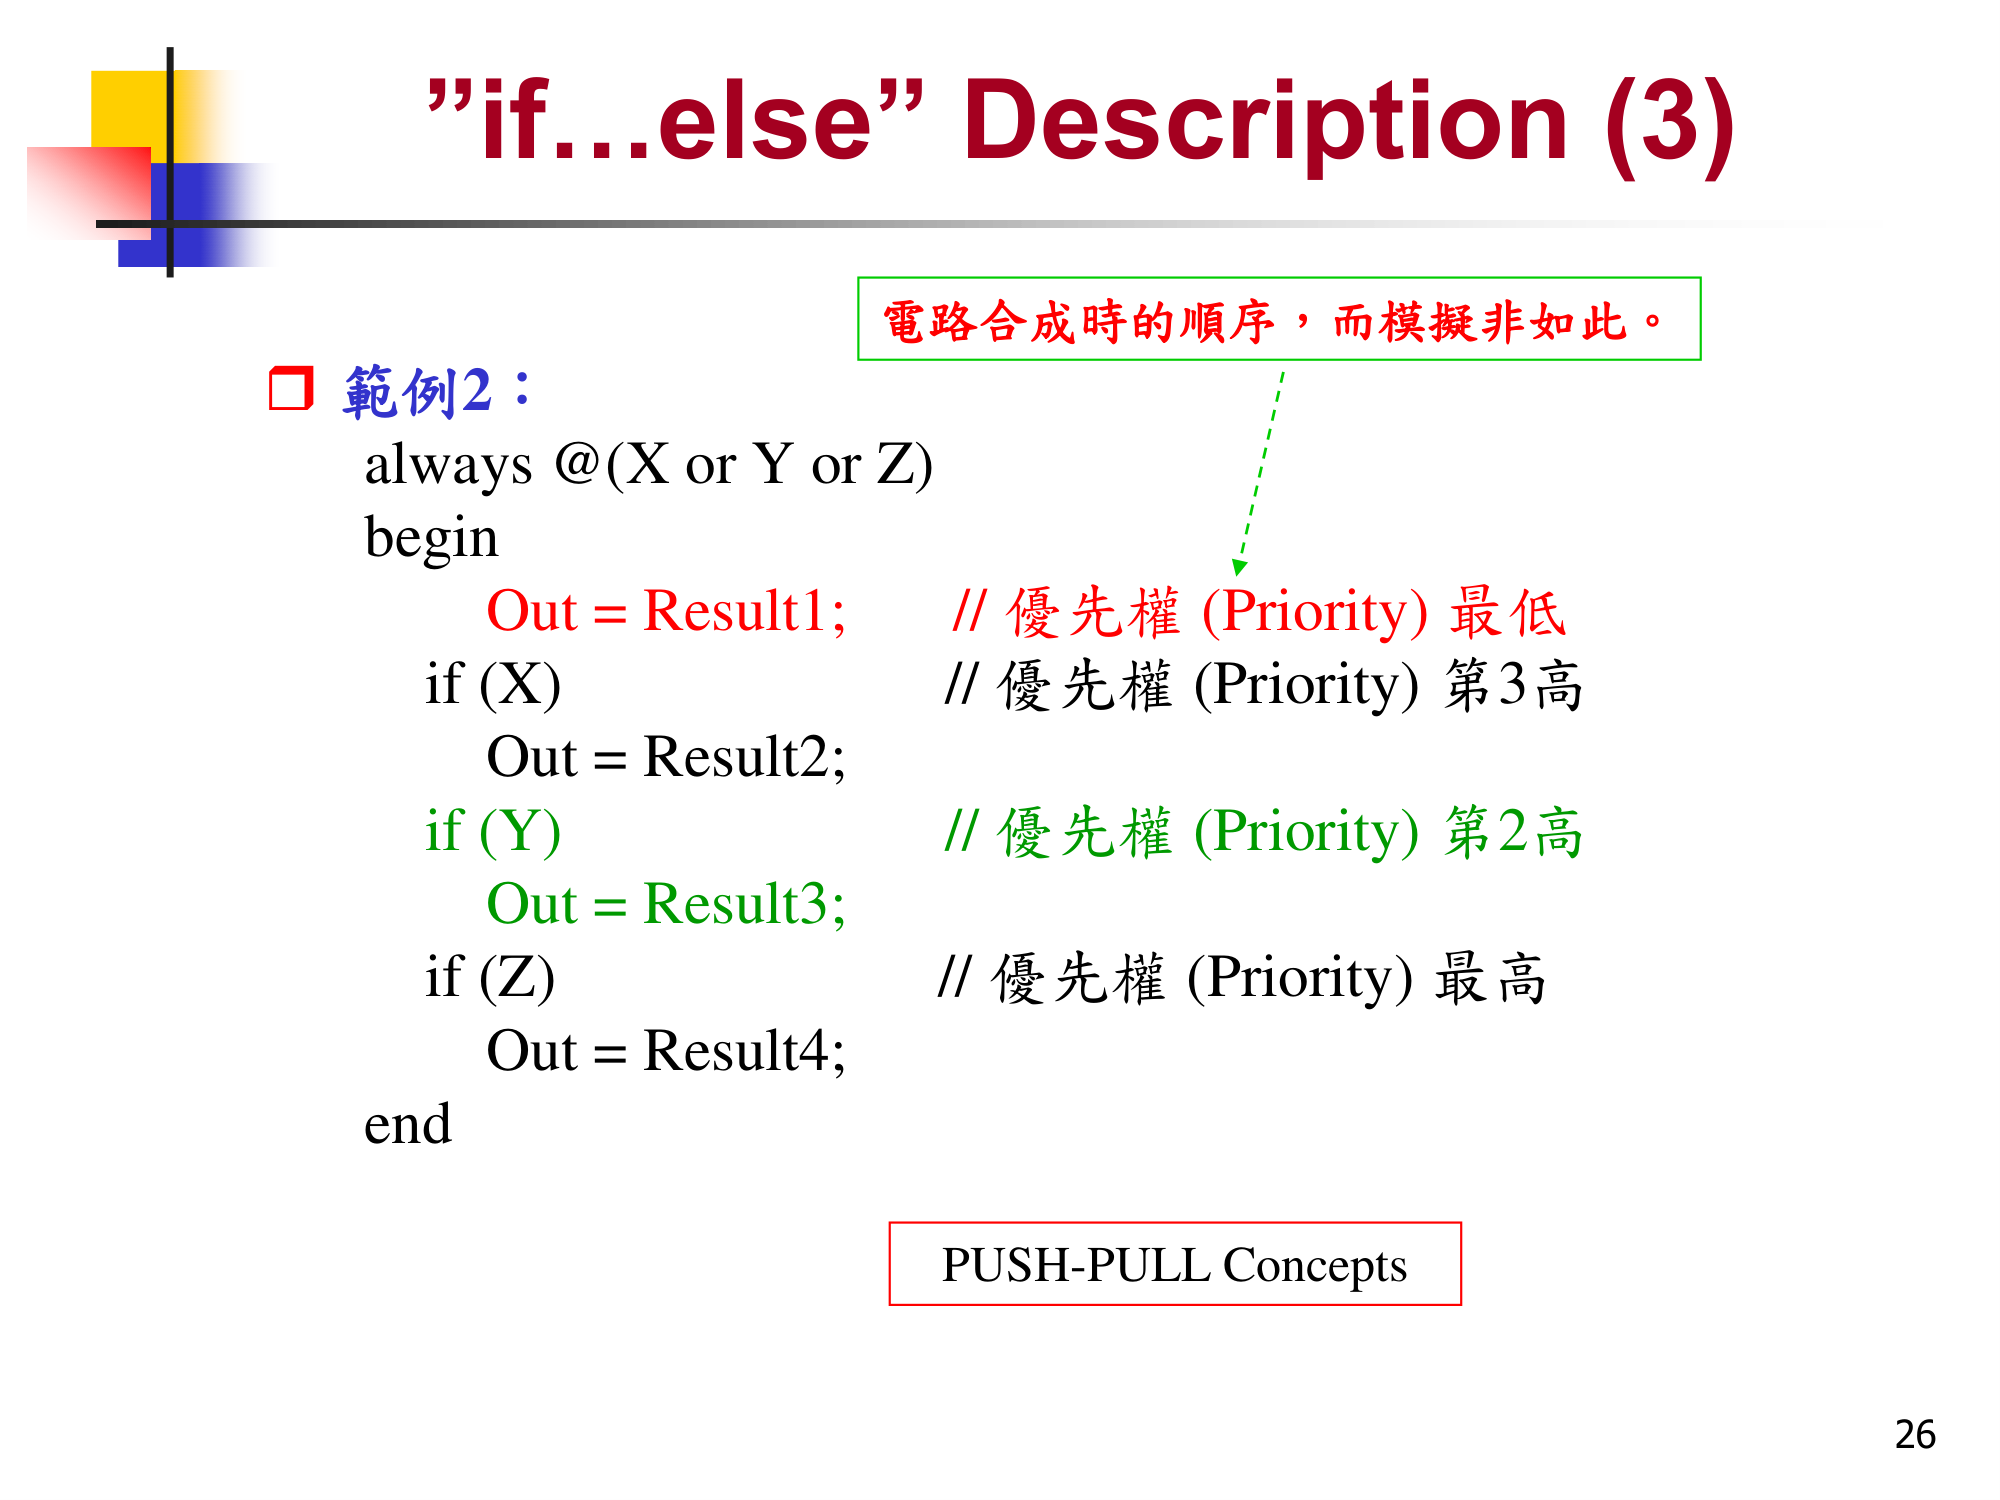 ”if…else” Description (3)
電路合成時的順序，而模擬非如此。
範例2：
always @(X or Y or Z)
begin
Out = Result1; // 優先權 (Priority) 最低
if (X) // 優先權 (Priority) 第3高
Out = Result2;
if (Y) // 優先權 (Priority) 第2高
Out = Result3;
if (Z) // 優先權 (Priority) 最高
Out = Result4;
end
PUSH-PULL Concepts
26